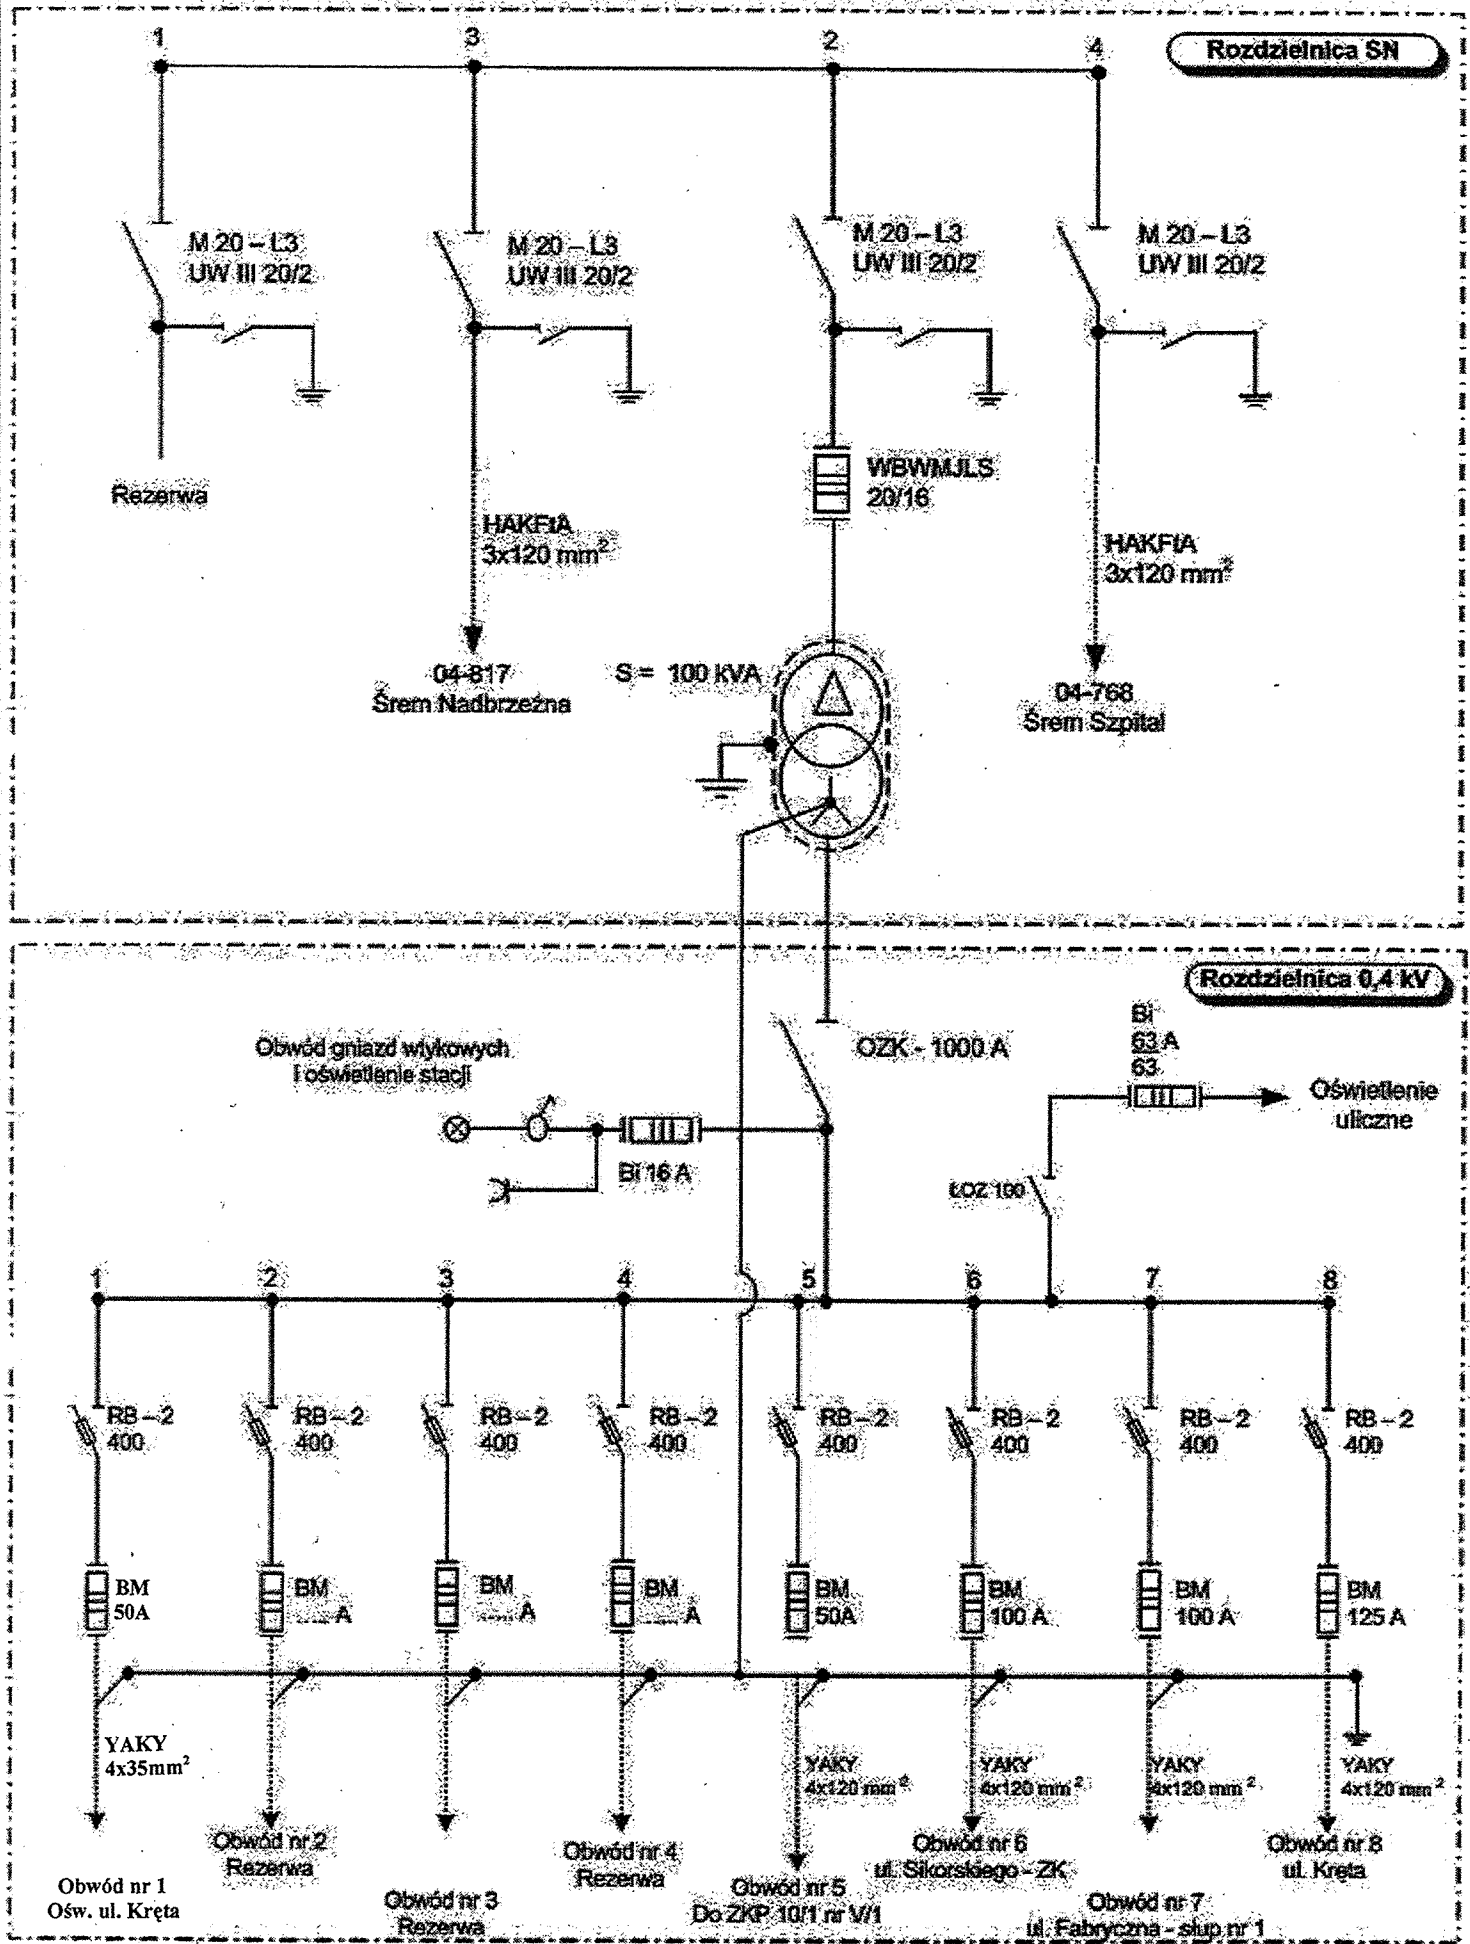 1
3
2
4
Rozdzielnica SN
M 20 – L3
UW III 20/2
M 20 – L3
UW III 20/2
M 20 – L3
UW III 20/2
M 20 – L3
UW III 20/2
Rezerwa
HAKFtA
3x120 mm²
WBWMJLS
20/16
HAKFtA
3x120 mm²
04-817
Śrem Nadbrzeżna
S = 100 kVA
04-768
Śrem Szpital
Rozdzielnica 0,4 kV
Obwód gniazd wtykowych
i oświetlenie stacji
OZK - 1000 A
Bi
63 A
63
Oświetlenie
uliczne
Bi 16 A
ŁOZ 100
1
2
3
4
5
6
7
8
RB – 2
400
RB – 2
400
RB – 2
400
RB – 2
400
RB – 2
400
RB – 2
400
RB – 2
400
RB – 2
400
BM
50A
BM
..... A
BM
..... A
BM
..... A
BM
50A
BM
100 A
BM
100 A
BM
125 A
YAKY
4x35mm²
YAKY
4x120 mm²
YAKY
4x120 mm²
YAKY
4x120 mm²
YAKY
4x120 mm²
Obwód nr 1
Ośw. ul. Kręta
Obwód nr 2
Rezerwa
Obwód nr 3
Rezerwa
Obwód nr 4
Rezerwa
Obwód nr 5
Do ZKP 10/1 nr V/1
Obwód nr 6
ul. Sikorskiego - ZK
Obwód nr 7
ul. Fabryczna - słup nr 1
Obwód nr 8
ul. Kręta